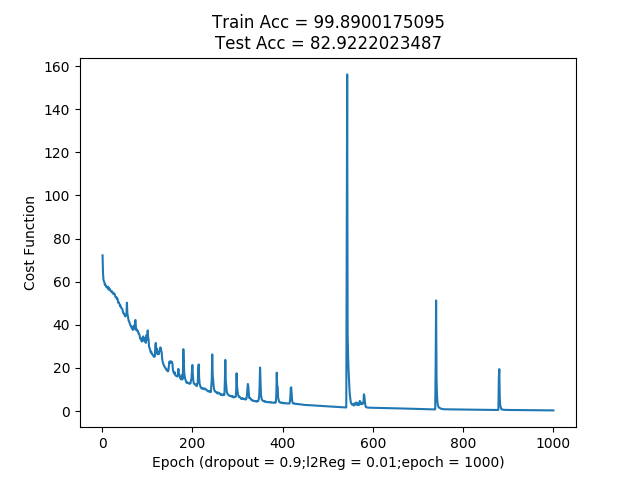 Train Acc = 99.8900175095
Test Acc = 82.9222023487
160
140
120
100
80
60
40
20
0
Cost Function
0 200 400 600 800 1000
Epoch (dropout = 0.9;l2Reg = 0.01;epoch = 1000)